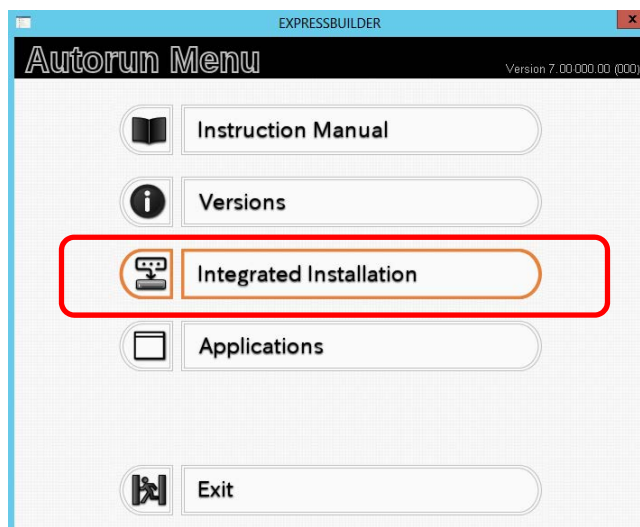 EXPRESSBUILDER
x
Autorun Menu
Version 7.00-000.00 (000)
Instruction Manual
Versions
Integrated Installation
Applications
Exit